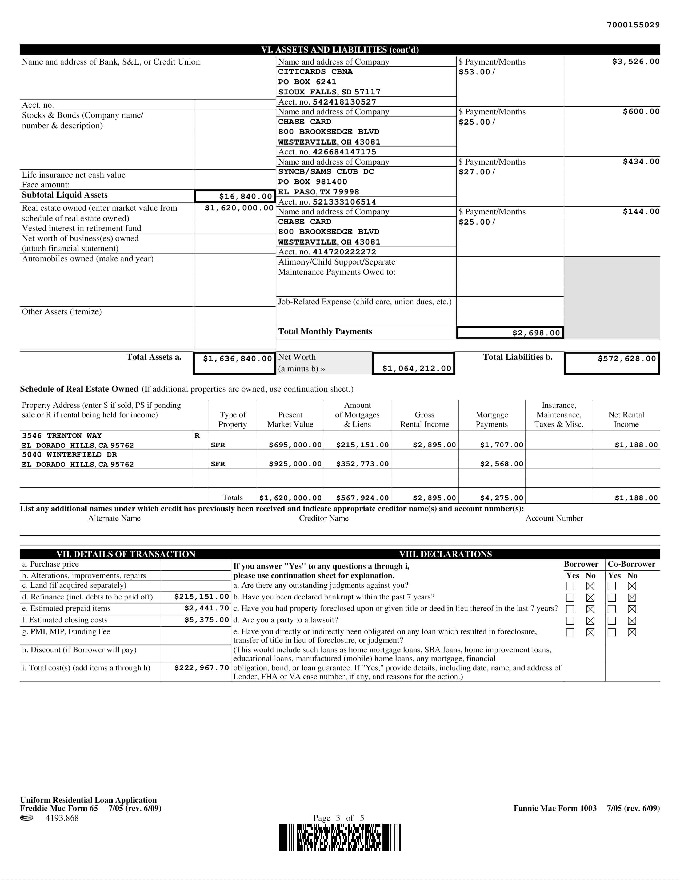 7000155029
VI. ASSETS AND LIABILITIES (cont'd)
Name and address of Bank, S&L, or Credit Union
Acct. no.
Stocks & Bonds (Company name/
number & description)
Life insurance net cash value
Face amount:
Subtotal Liquid Assets $16,840.00
Real estate owned (enter market value from $1,620,000.00
schedule of real estate owned)
Vested interest in retirement fund
Net worth of business(es) owned
(attach financial statement)
Automobiles owned (make and year)
Other Assets (itemize)
Name and address of Company $ Payment/Months $3,526.00
CITICARDS CBNA $53.00/
PO BOX 6241
SIOUX FALLS, SD 57117
Acct. no. 542418130527
Name and address of Company $ Payment/Months $600.00
CHASE CARD $25.00/
800 BROOKSEDGE BLVD
WESTERVILLE, OH 43081
Acct. no. 426684147175
Name and address of Company $ Payment/Months $434.00
SYNCB/SAMS CLUB DC $27.00/
PO BOX 981400
EL PASO, TX 79998
Acct. no. 521333106514
Name and address of Company $ Payment/Months $144.00
CHASE CARD $25.00/
800 BROOKSEDGE BLVD
WESTERVILLE, OH 43081
Acct. no. 414720222272
Alimony/Child Support/Separate
Maintenance Payments Owed to:
Job-Related Expense (child care, union dues, etc.)
Total Monthly Payments $2,698.00
Total Assets a. $1,636,840.00 Net Worth Total Liabilities b. $572,628.00
(a minus b) » $1,064,212.00
Schedule of Real Estate Owned (If additional properties are owned, use continuation sheet.)
Property Address (enter S if sold, PS if pending
sale or R if rental being held for income) Type of Property Present Market Value Amount of Mortgages & Liens Gross Rental Income Mortgage Payments Insurance, Maintenance, Taxes & Misc. Net Rental Income
3546 TRENTON WAY R
EL DORADO HILLS, CA 95762 SFR $695,000.00 $215,151.00 $2,895.00 $1,707.00 $1,188.00
5040 WINTERFIELD DR
EL DORADO HILLS, CA 95762 SFR $925,000.00 $352,773.00 $2,568.00
Totals $1,620,000.00 $567,924.00 $2,895.00 $4,275.00 $1,188.00
List any additional names under which credit has previously been received and indicate appropriate creditor name(s) and account number(s):
Alternate Name Creditor Name Account Number
VII. DETAILS OF TRANSACTION
a. Purchase price
b. Alterations, improvements, repairs
c. Land (if acquired separately)
d. Refinance (incl. debts to be paid off) $215,151.00
e. Estimated prepaid items $2,441.70
f. Estimated closing costs $5,375.00
g. PMI, MIP, Funding Fee
h. Discount (if Borrower will pay)
i. Total cost(s) (add items a through h) $222,967.70
VIII. DECLARATIONS
If you answer "Yes" to any questions a through i, Borrower Co-Borrower
please use continuation sheet for explanation. Yes No Yes No
a. Are there any outstanding judgments against you?
b. Have you been declared bankrupt within the past 7 years?
c. Have you had property foreclosed upon or given title or deed in lieu thereof in the last 7 years?
d. Are you a party to a lawsuit?
e. Have you directly or indirectly been obligated on any loan which resulted in foreclosure,
transfer of title in lieu of foreclosure, or judgment?
(This would include such loans as home mortgage loans, SBA loans, home improvement loans,
educational loans, manufactured (mobile) home loans, any mortgage, financial
obligation, bond, or loan guarantee. If "Yes," provide details, including date, name, and address of
Lender, FHA or VA case number, if any, and reasons for the action.)
Uniform Residential Loan Application
Freddie Mac Form 65 7/05 (rev. 6/09) Fannie Mae Form 1003 7/05 (rev. 6/09)
4193.868 Page 3 of 5